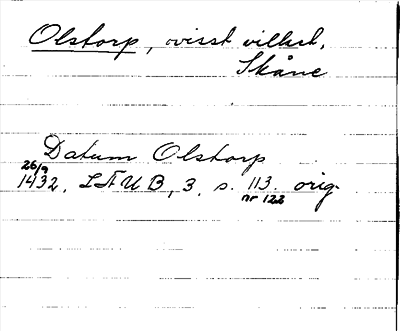 Olstorp, ovisst vilket,
Skåne
Datum Olstorp
26/9
1432, LÄUB, 3, s. 113. orig.
nr 122